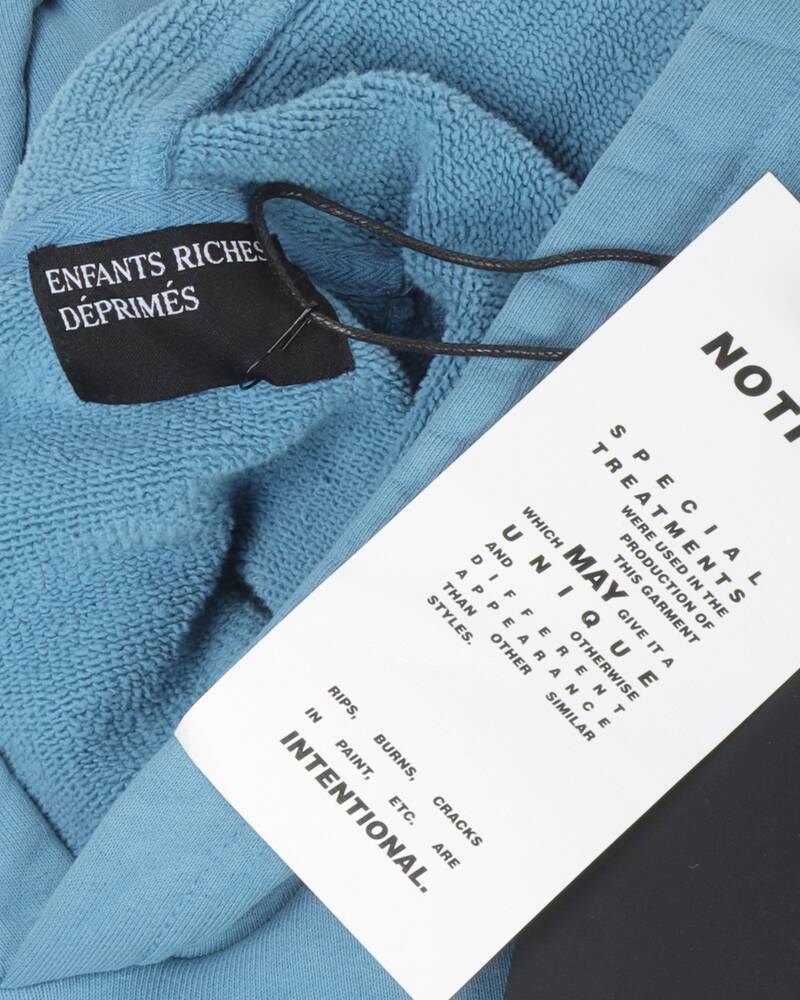 ENFANTS RICHES
DÉPRIMÉS
NOTI
SPECIAL
TREATMENTS
WERE USED IN THE
PRODUCTION OF
THIS GARMENT
WHICH MAY GIVE IT A
UNIQUE
AND OTHERWISE
DIFFERENT
APPEARANCE
THAN OTHER SIMILAR
STYLES.
RIPS, BURNS, CRACKS
IN PAINT, ETC. ARE
INTENTIONAL.